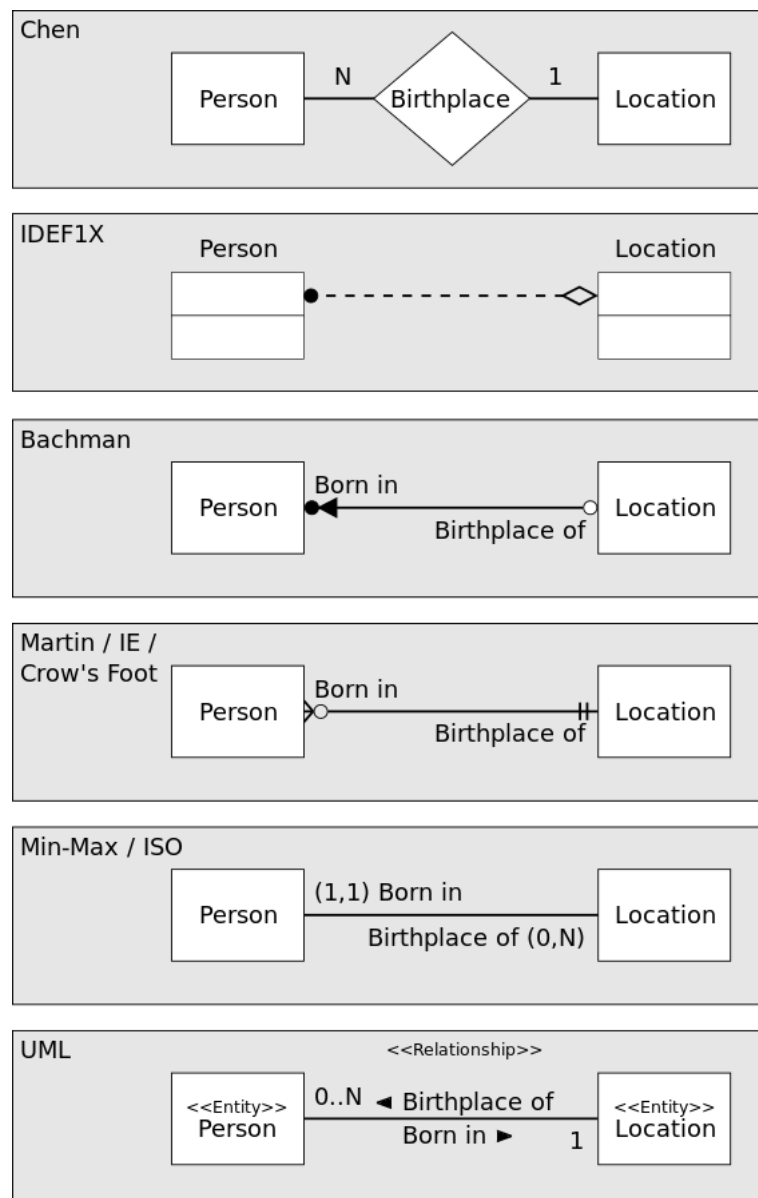 Chen
Person
N
Birthplace
1
Location
IDEF1X
Person
Location
Bachman
Person
Born in
Birthplace of
Location
Martin / IE /
Crow's Foot
Person
Born in
Birthplace of
Location
Min-Max / ISO
Person
(1,1) Born in
Birthplace of (0,N)
Location
UML
<<Relationship>>
<<Entity>>
Person
0..N ◄ Birthplace of
Born in ►
1
<<Entity>>
Location